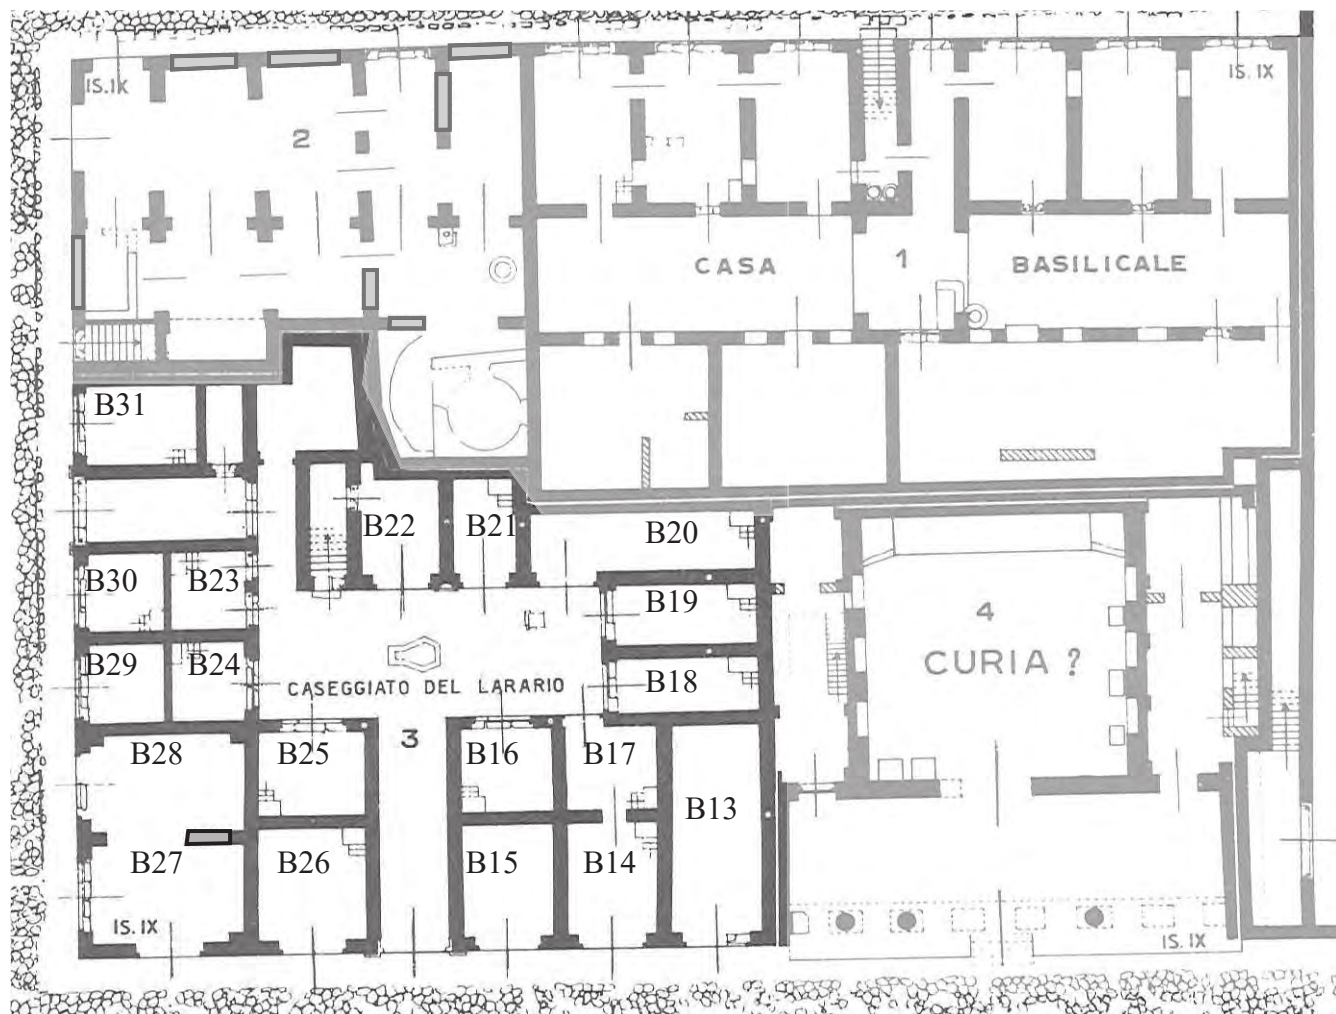 IS. IX
IS. IX
2
CASA
1
BASILICALE
B31
B22
B21
B20
B30
B23
B19
4
CURIA ?
B29
B24
B18
CASEGGIATO DEL LARARIO
3
B28
B25
B16
B17
B13
B27
B26
B15
B14
IS. IX
IS. IX